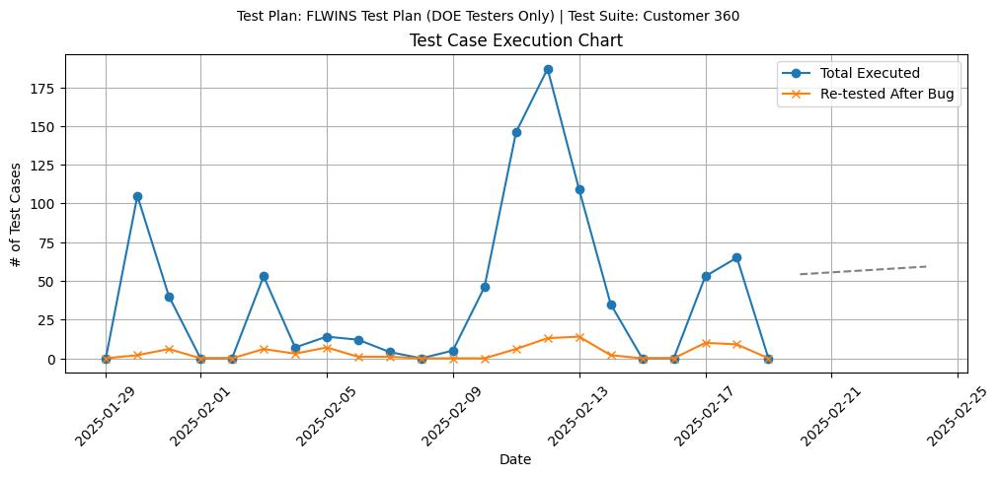 Test Plan: FLWINS Test Plan (DOE Testers Only) | Test Suite: Customer 360
Test Case Execution Chart
Total Executed
Re-tested After Bug
# of Test Cases
175
150
125
100
75
50
25
0
2025-01-29
2025-02-01
2025-02-05
2025-02-09
2025-02-13
2025-02-17
2025-02-21
2025-02-25
Date